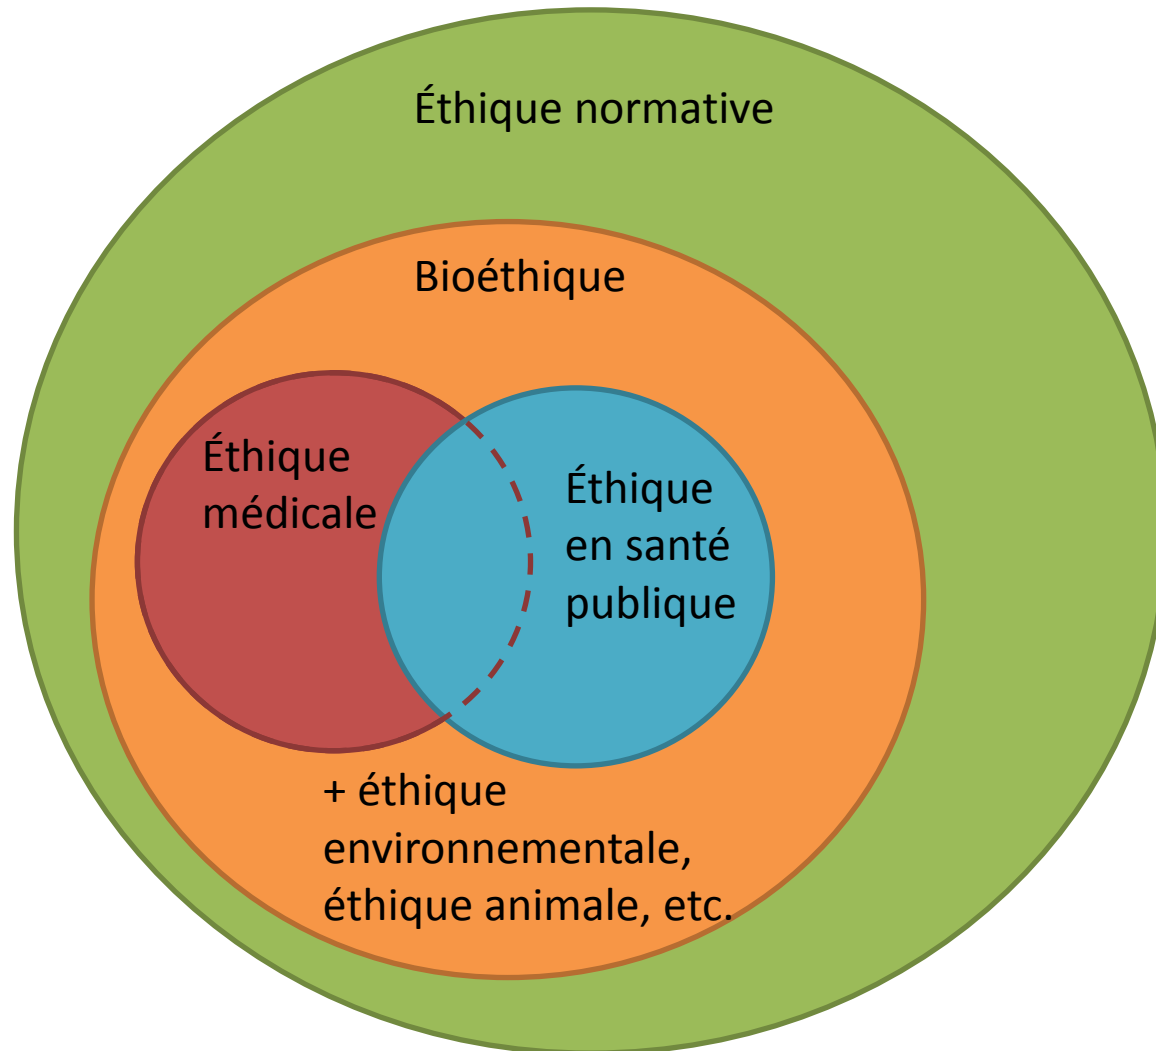 Éthique normative
Bioéthique
Éthique
médicale
Éthique
en santé
publique
+ éthique
environnementale,
éthique animale, etc.